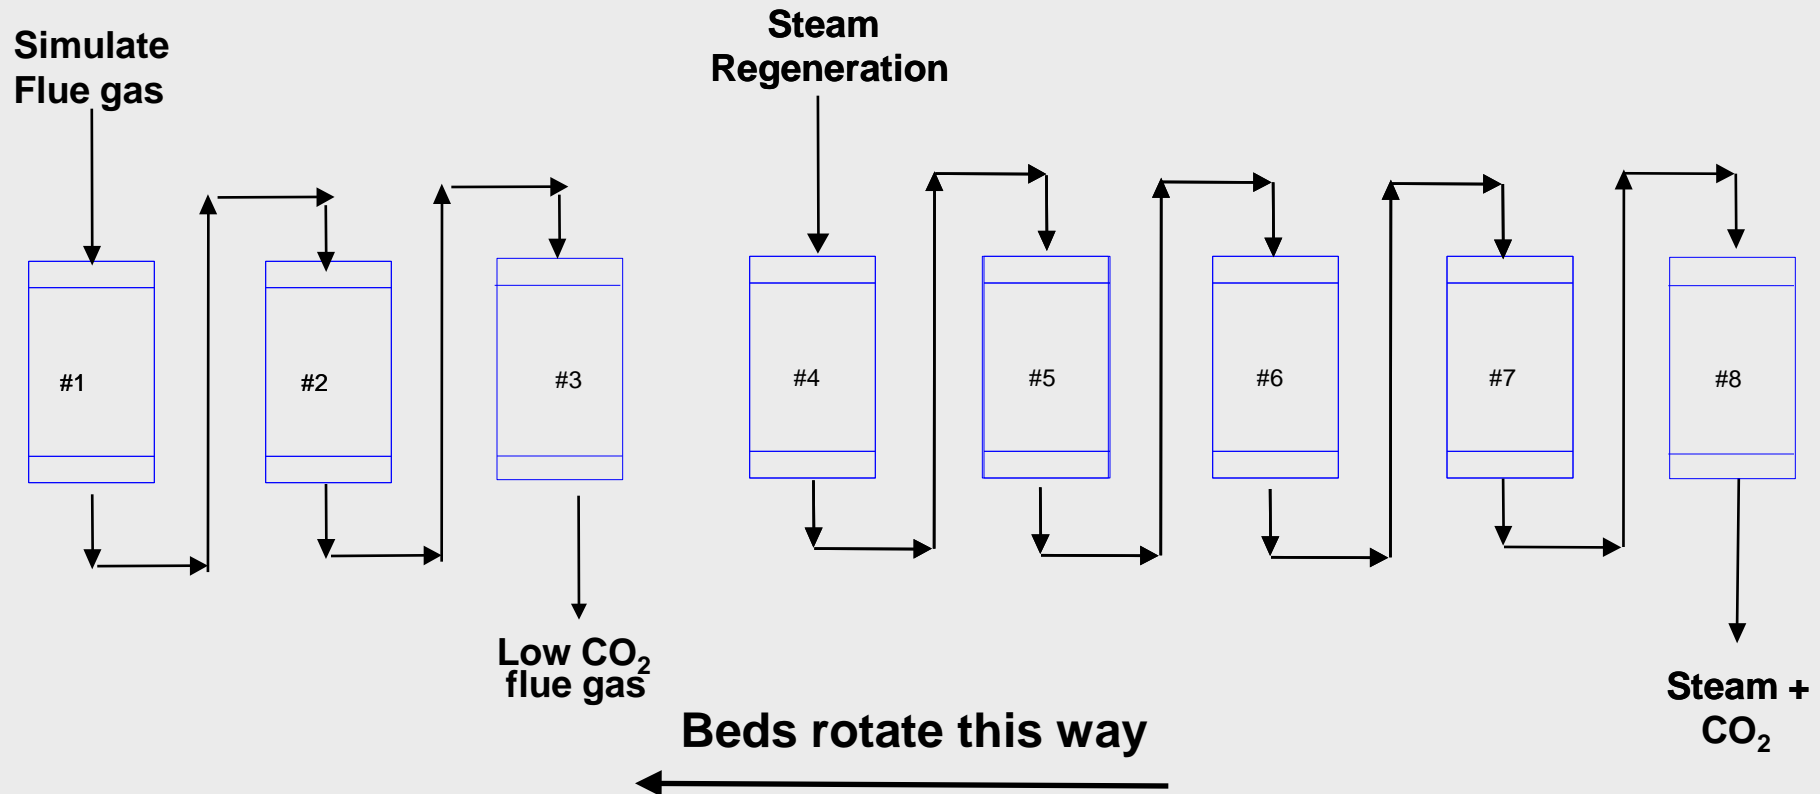 Simulate
Flue gas
Steam
Regeneration
#1
#2
#3
#4
#5
#6
#7
#8
Low CO₂
flue gas
Steam +
CO₂
Beds rotate this way